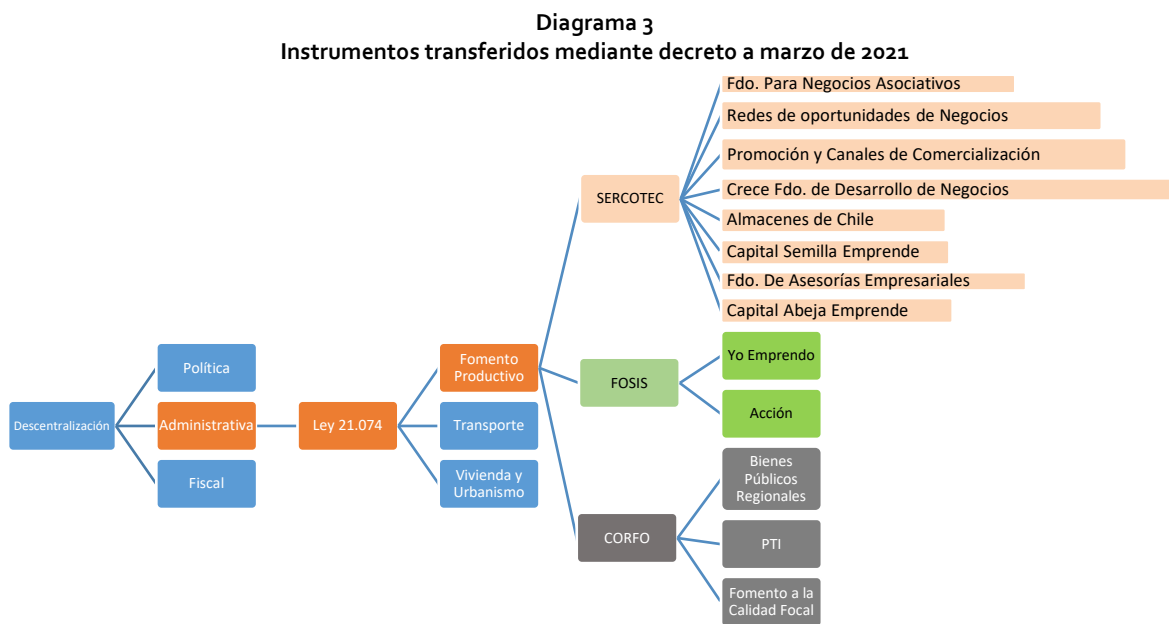 Diagrama 3
Instrumentos transferidos mediante decreto a marzo de 2021
Descentralización
Política
Administrativa
Fiscal
Ley 21.074
Fomento
Productivo
Transporte
Vivienda y
Urbanismo
SERCOTEC
Fdo. Para Negocios Asociativos
Redes de oportunidades de Negocios
Promoción y Canales de Comercialización
Crece Fdo. de Desarrollo de Negocios
Almacenes de Chile
Capital Semilla Emprende
Fdo. De Asesorías Empresariales
Capital Abeja Emprende
FOSIS
Yo Emprendo
Acción
CORFO
Bienes
Públicos
Regionales
PTI
Fomento a la
Calidad Focal